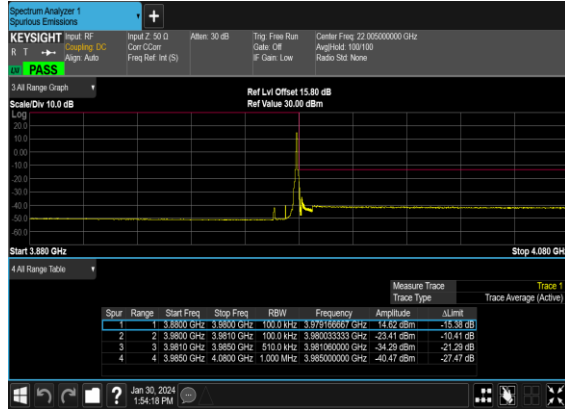 Spectrum Analyzer 1
Spurious Emissions
+
KEYSIGHT Input: RF Input Z: 50 Ω Atten: 30 dB Trig: Free Run Center Freq: 22.005000000 GHz
R T Coupling: DC Corr CCorr Gate: Off Avg|Hold: 100/100
Align: Auto Freq Ref: Int (S) IF Gain: Low Radio Std: None
PASS
3 All Range Graph
Ref Lvl Offset 15.80 dB
Scale/Div 10.0 dB Ref Value 30.00 dBm
Log
20.0
10.0
0.00
-10.0
-20.0
-30.0
-40.0
-50.0
-60.0
Start 3.880 GHz Stop 4.080 GHz
4 All Range Table
Measure Trace Trace 1
Trace Type Trace Average (Active)
Spur Range Start Freq Stop Freq RBW Frequency Amplitude ΔLimit
1 1 3.8800 GHz 3.9800 GHz 100.0 kHz 3.979166667 GHz 14.62 dBm -15.38 dB
2 2 3.9800 GHz 3.9810 GHz 100.0 kHz 3.980033333 GHz -23.41 dBm -10.41 dB
3 3 3.9810 GHz 3.9850 GHz 510.0 kHz 3.981060000 GHz -34.29 dBm -21.29 dB
4 4 3.9850 GHz 4.0800 GHz 1.000 MHz 3.985000000 GHz -40.47 dBm -27.47 dB
? Jan 30, 2024
1:54:18 PM